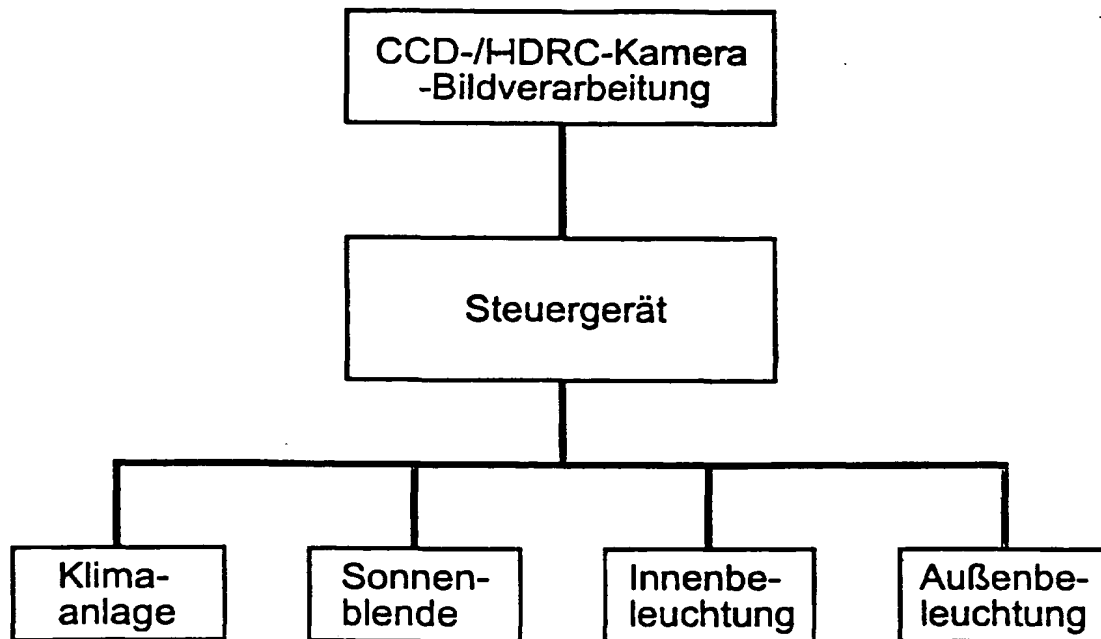 CCD-/HDRC-Kamera
-Bildverarbeitung
Steuergerät
Klima-
anlage
Sonnen-
blende
Innenbe-
leuchtung
Außenbe-
leuchtung